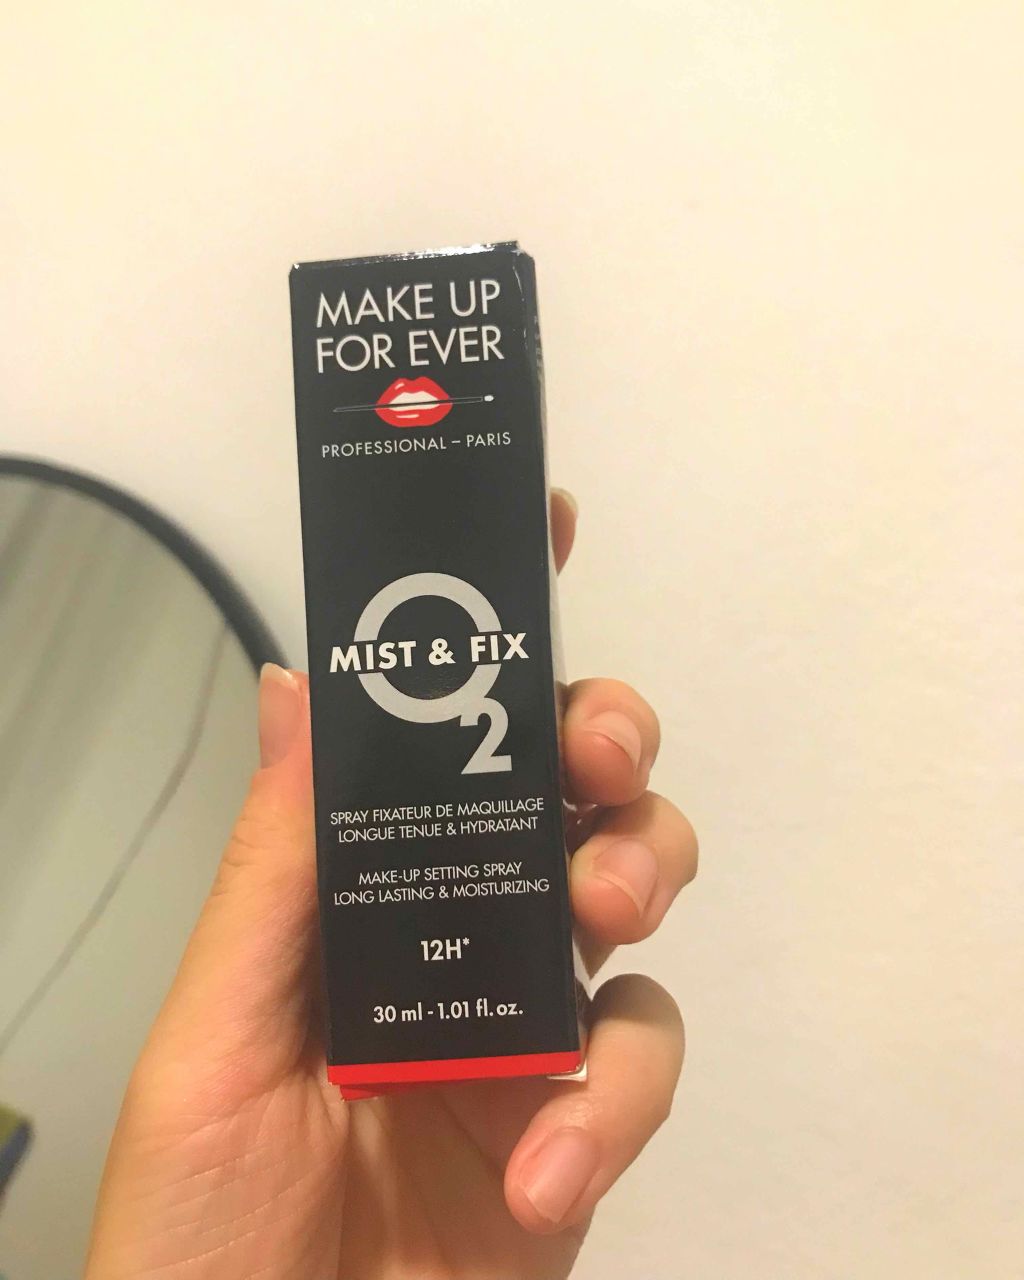 MAKE UP
FOR EVER
PROFESSIONAL – PARIS
MIST & FIX
O2
SPRAY FIXATEUR DE MAQUILLAGE
LONGUE TENUE & HYDRATANT
MAKE-UP SETTING SPRAY
LONG LASTING & MOISTURIZING
12H*
30 ml - 1.01 fl. oz.